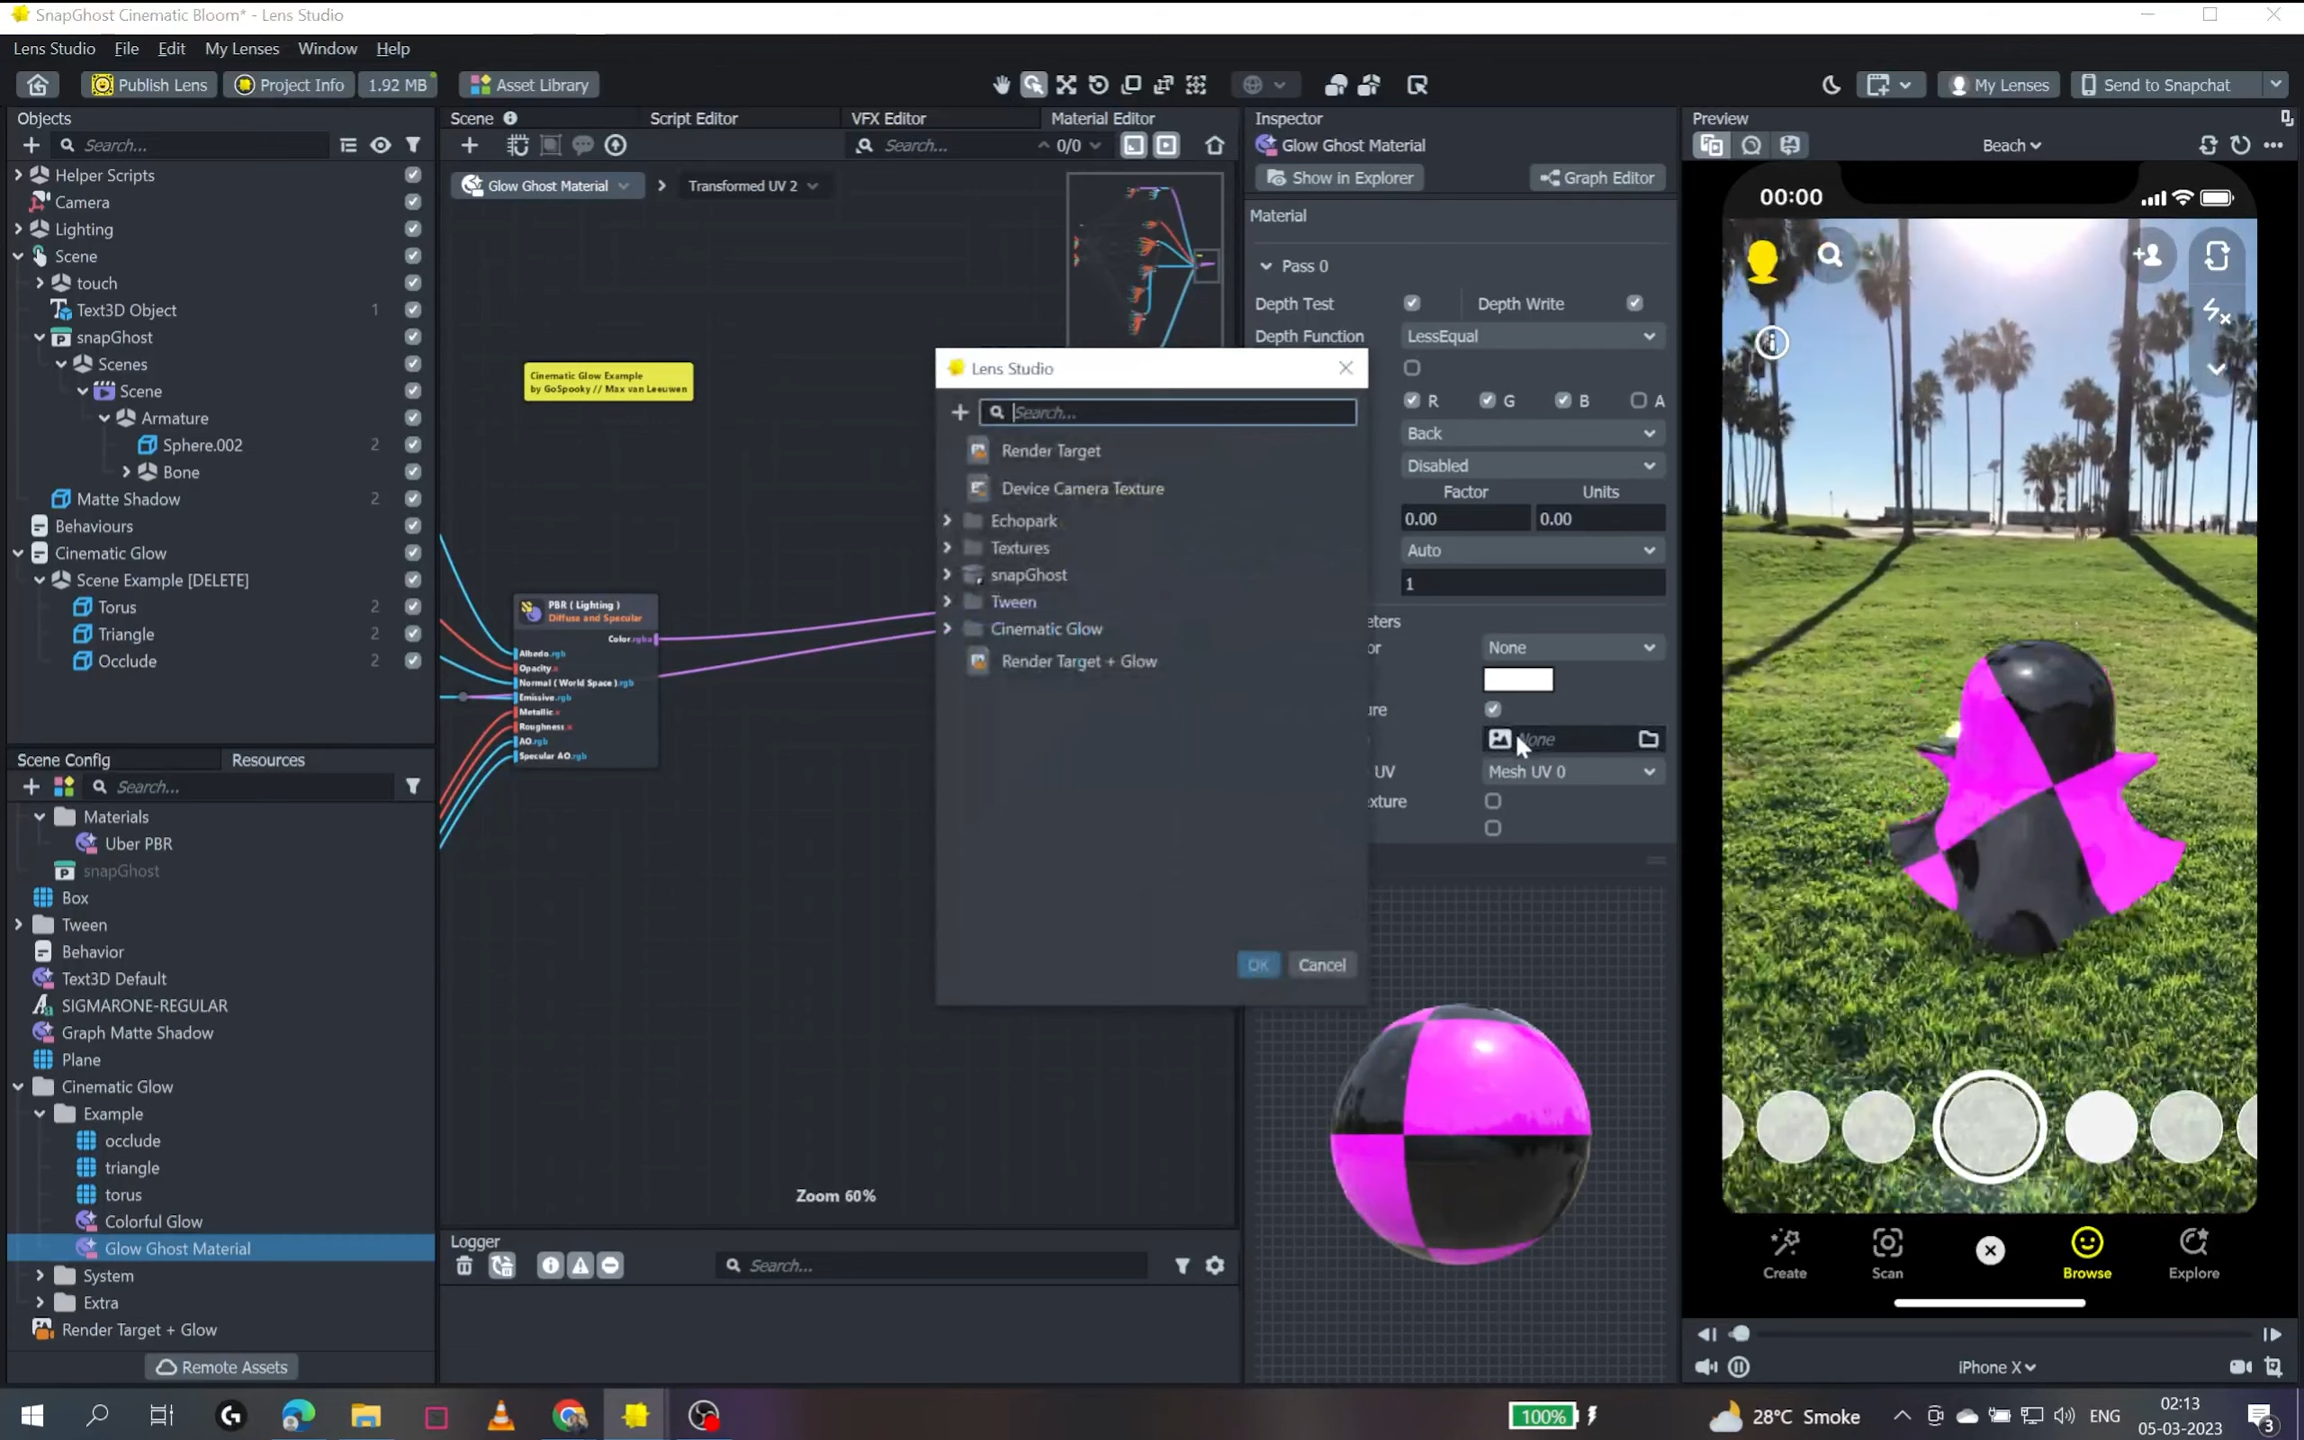 SnapGhost Cinematic Bloom* - Lens Studio
Lens Studio File Edit My Lenses Window Help
Publish Lens Project Info 1.92 MB Asset Library My Lenses Send to Snapchat
Objects
Search...
Helper Scripts
Camera
Lighting
Scene
touch
Text3D Object 1
snapGhost
Scenes
Scene
Armature
Sphere.002 2
Bone
Matte Shadow 2
Behaviours
Cinematic Glow
Scene Example [DELETE]
Torus 2
Triangle 2
Occlude 2
Scene Config Resources
Search...
Materials
Uber PBR
snapGhost
Box
Tween
Behavior
Text3D Default
SIGMARONE-REGULAR
Graph Matte Shadow
Plane
Cinematic Glow
Example
occlude
triangle
torus
Colorful Glow
Glow Ghost Material
System
Extra
Render Target + Glow
Remote Assets
Scene Script Editor VFX Editor Material Editor
Search... 0/0
Glow Ghost Material Transformed UV 2
Cinematic Glow Example
by GoSpooky // Max van Leeuwen
PBR ( Lighting )
Diffuse and Specular
Color.rgba
Albedo.rgb
Opacity.x
Normal ( World Space ).rgb
Emissive.rgb
Metallic.x
Roughness.x
AO.rgb
Specular AO.rgb
Zoom 60%
Logger
Search...
Lens Studio
Search...
Render Target
Device Camera Texture
Echopark
Textures
snapGhost
Tween
Cinematic Glow
Render Target + Glow
OK Cancel
Inspector
Glow Ghost Material
Show in Explorer Graph Editor
Material
Pass 0
Depth Test Depth Write
Depth Function LessEqual
R G B A
Back
Disabled
Factor Units
0.00 0.00
Auto
1
eters
or None
ure
None
UV Mesh UV 0
exture
Preview
Beach
00:00
Create Scan Browse Explore
iPhone X
100% 28°C Smoke ENG
02:13
05-03-2023
3